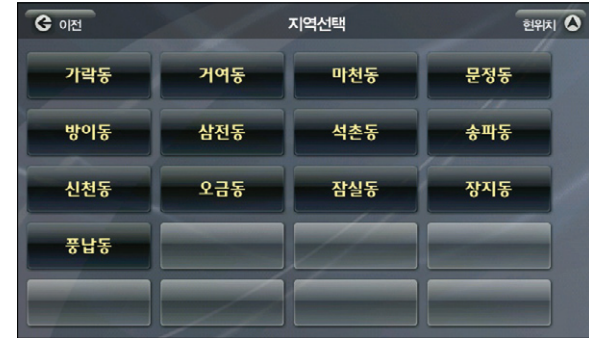 이전 지역선택 현위치
가락동 거여동 마천동 문정동
방이동 삼전동 석촌동 송파동
신천동 오금동 잠실동 장지동
풍납동